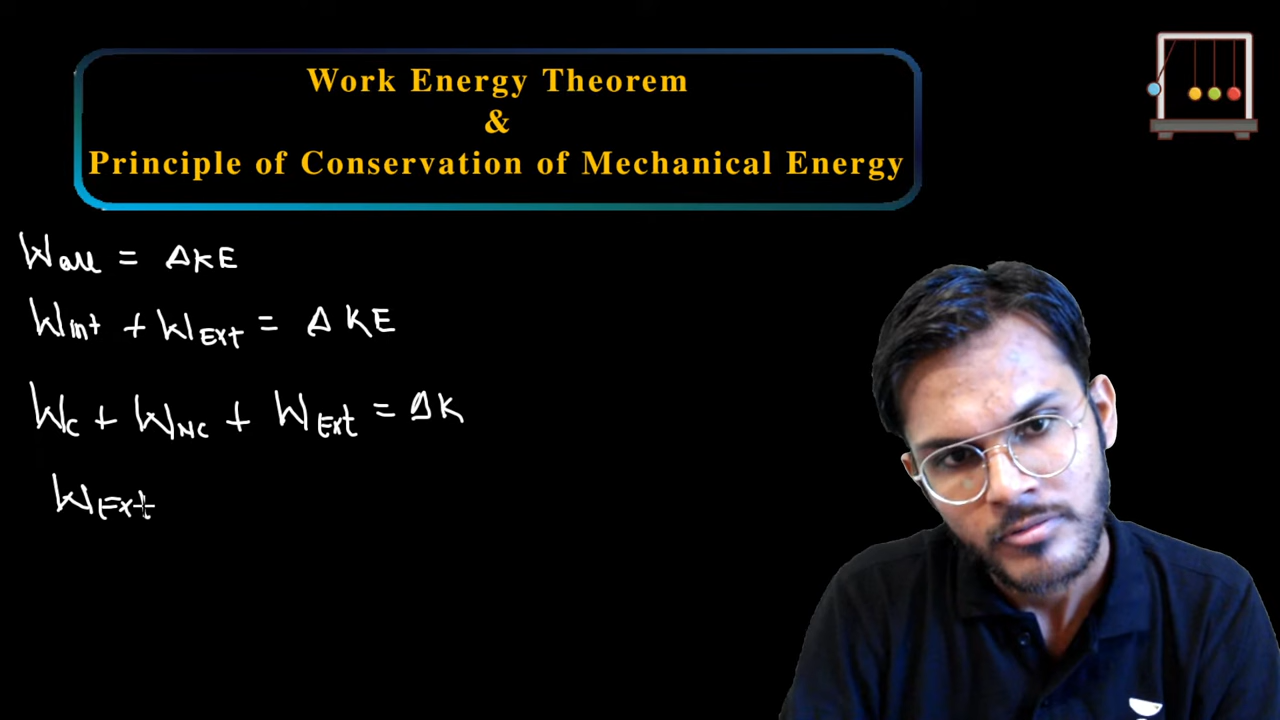 Work Energy Theorem
&
Principle of Conservation of Mechanical Energy
Wall = ΔKE
Wint + WExt = ΔKE
WC + WNC + WExt = ΔK
WExt